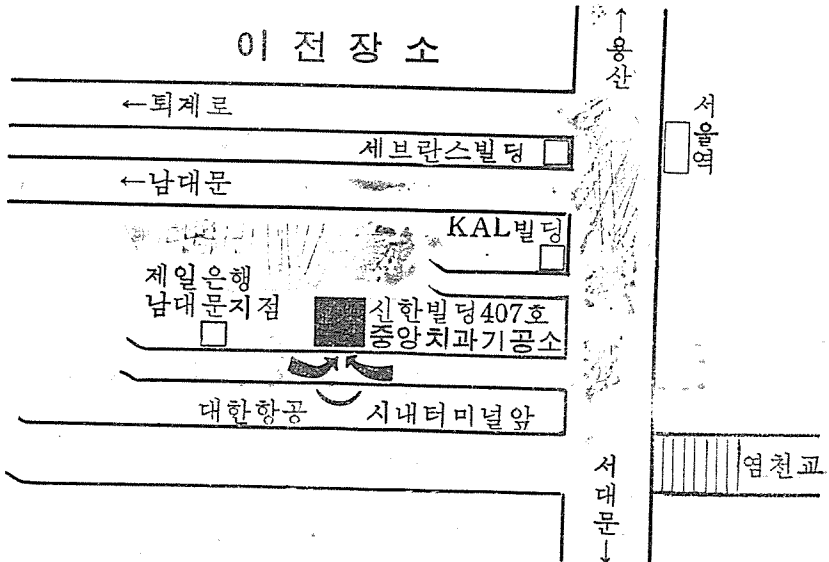 이전장소
↑용산
←퇴계로
서울역
세브란스빌딩
←남대문
KAL빌딩
제일은행
남대문지점
신한빌딩407호
중앙치과기공소
대한항공 시내터미널앞
염천교
서대문↓